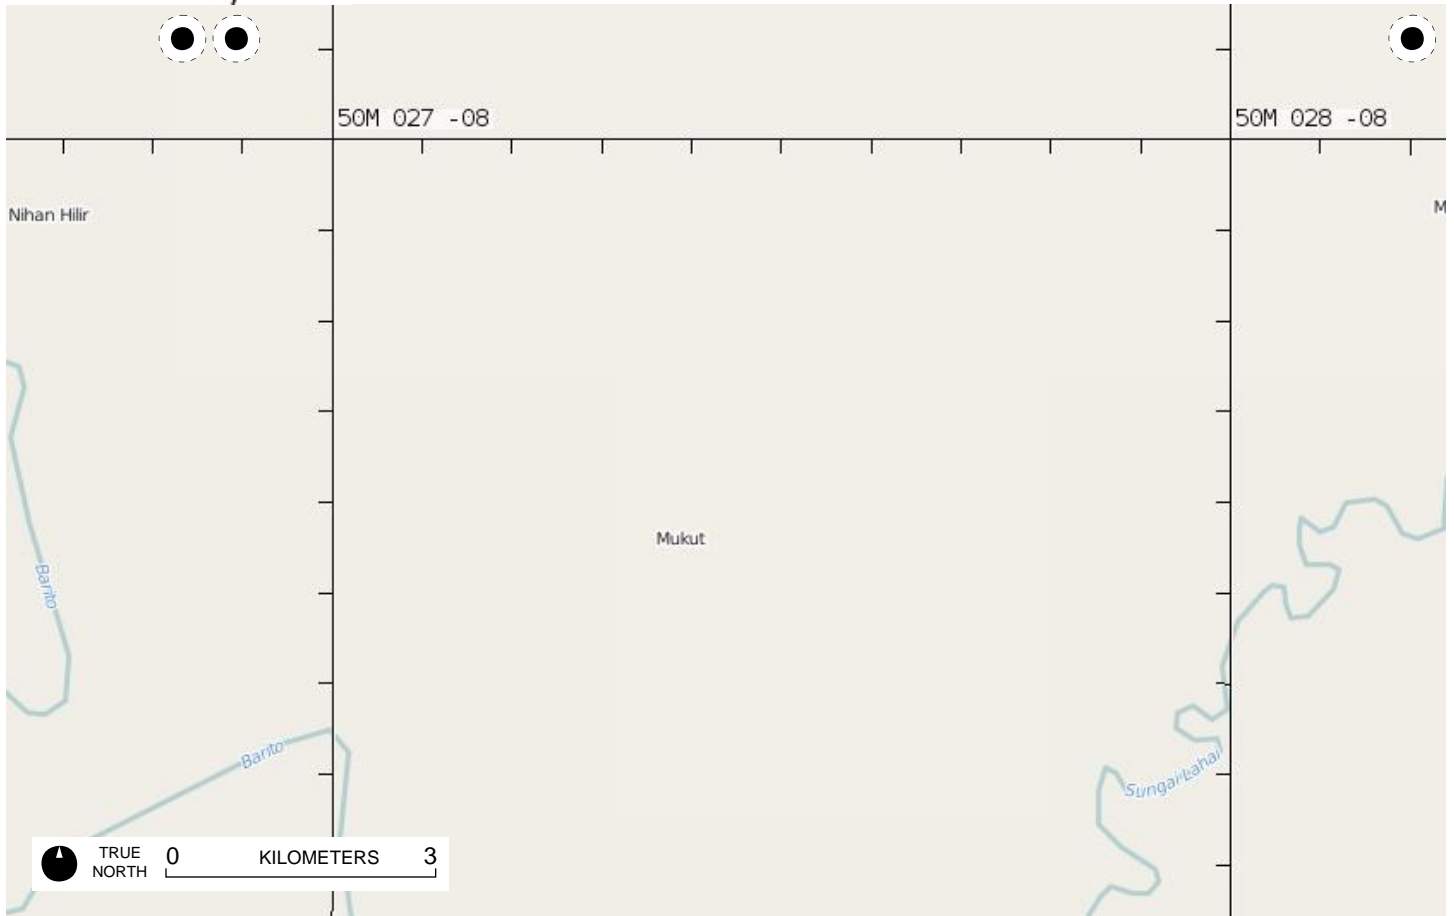 50M 027 -08
50M 028 -08
Nihan Hilir
M
Mukut
Barito
Barito
Sungai Lahai
TRUE NORTH
0 KILOMETERS 3